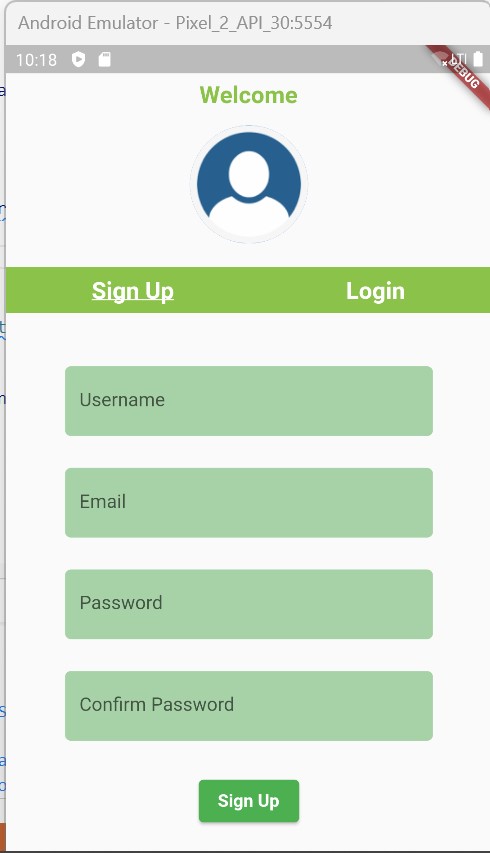 Android Emulator - Pixel_2_API_30:5554
10:18
DEBUG
Welcome
Sign Up Login
Username
Email
Password
Confirm Password
Sign Up